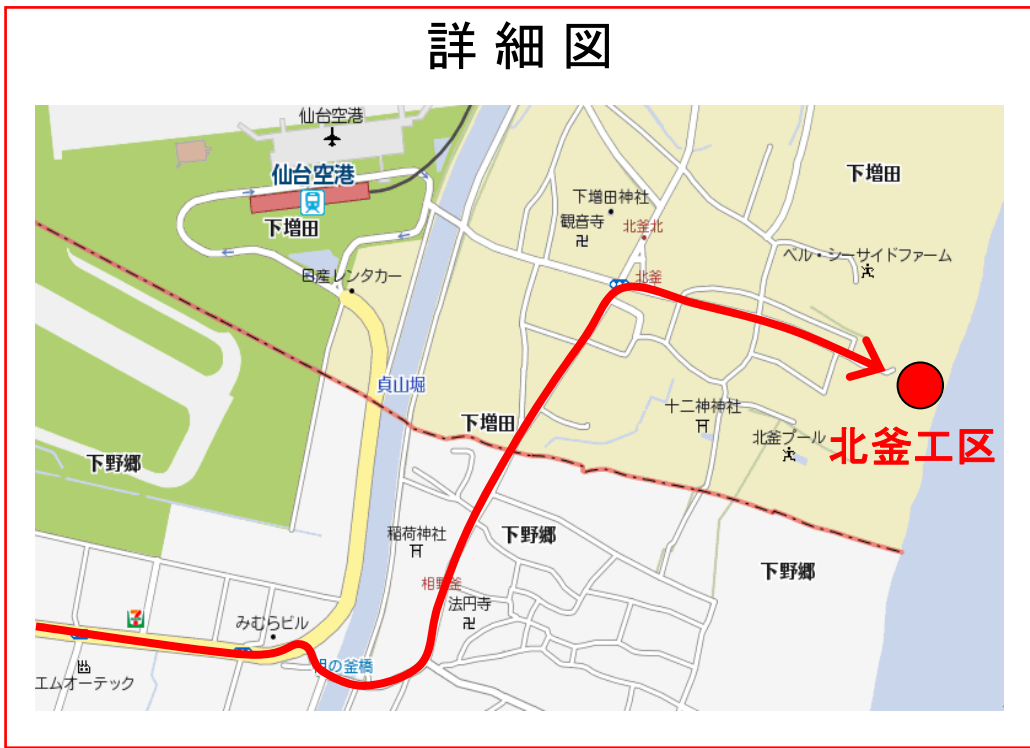 詳細図
仙台空港
仙台空港
下増田
下増田
下増田神社
観音寺
北釜北
ベル・シーサイドファーム
日産レンタカー
北釜
貞山堀
十二神神社
下増田
北釜プール
北釜工区
下野郷
稲荷神社
下野郷
下野郷
相野釜
法円寺
みむらビル
の釜橋
エムオーテック